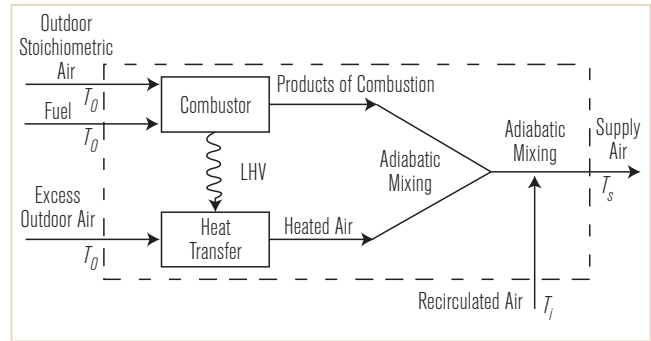 Outdoor
Stoichiometric
Air
T0
Fuel
T0
Combustor
Products of Combustion
LHV
Adiabatic
Mixing
Adiabatic
Mixing
Supply
Air
Ts
Excess
Outdoor Air
T0
Heat
Transfer
Heated Air
Recirculated Air
Ti